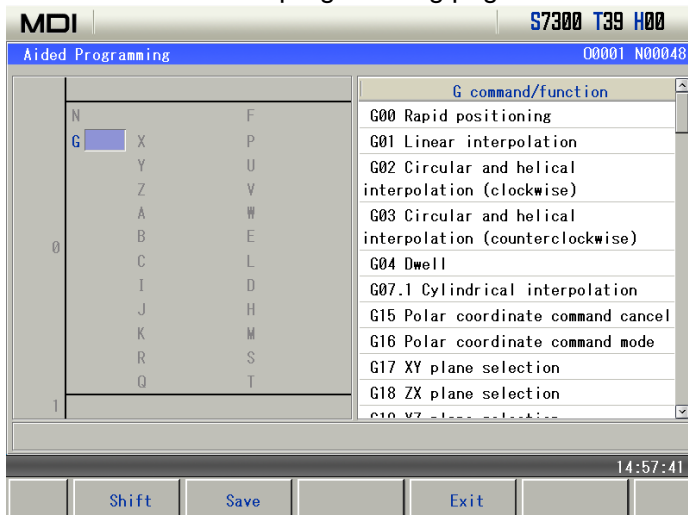 MDI S7300 T39 H00
Aided Programming O0001 N00048
G command/function
N F
G X P
Y U
Z V
A W
B E
0
C L
I D
J H
K M
R S
Q T
1
G00 Rapid positioning
G01 Linear interpolation
G02 Circular and helical
interpolation (clockwise)
G03 Circular and helical
interpolation (counterclockwise)
G04 Dwell
G07.1 Cylindrical interpolation
G15 Polar coordinate command cancel
G16 Polar coordinate command mode
G17 XY plane selection
G18 ZX plane selection
14:57:41
Shift Save Exit